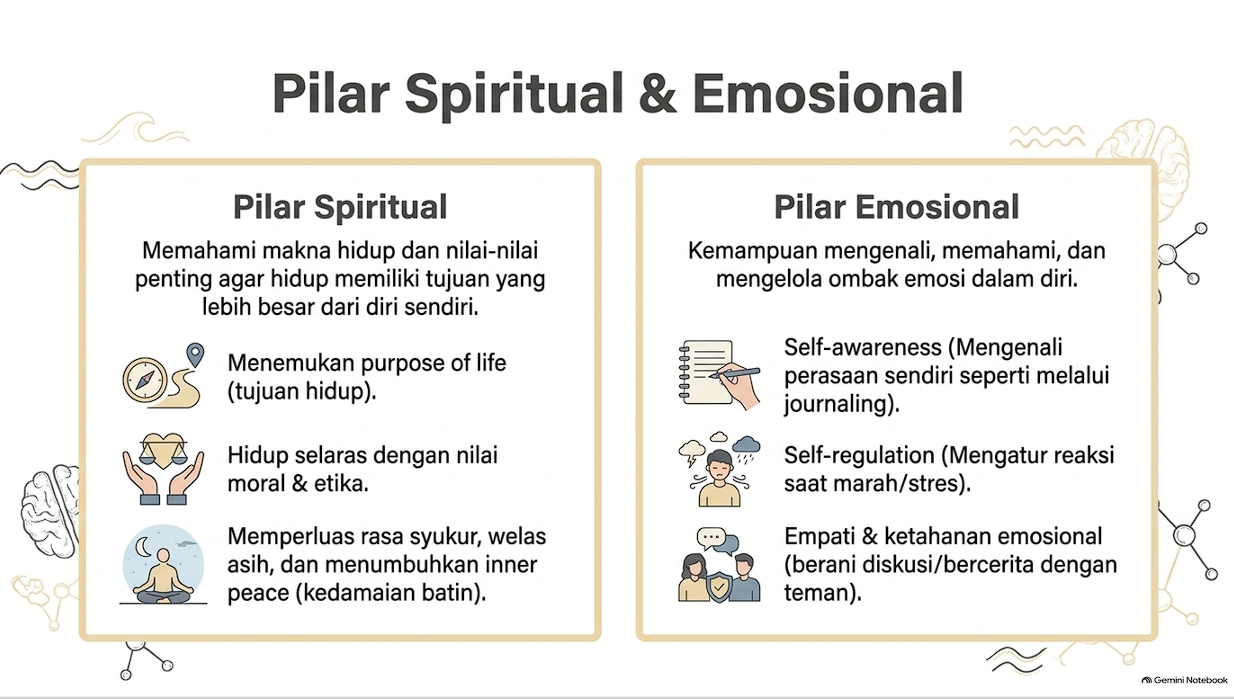 Pilar Spiritual & Emosional
Pilar Spiritual
Memahami makna hidup dan nilai-nilai
penting agar hidup memiliki tujuan yang
lebih besar dari diri sendiri.
Menemukan purpose of life
(tujuan hidup).
Hidup selaras dengan nilai
moral & etika.
Memperluas rasa syukur, welas
asih, dan menumbuhkan inner
peace (kedamaian batin).
Pilar Emosional
Kemampuan mengenali, memahami, dan
mengelola ombak emosi dalam diri.
Self-awareness (Mengenali
perasaan sendiri seperti melalui
journaling).
Self-regulation (Mengatur reaksi
saat marah/stres).
Empati & ketahanan emosional
(berani diskusi/bercerita dengan
teman).
Gemini Notebook